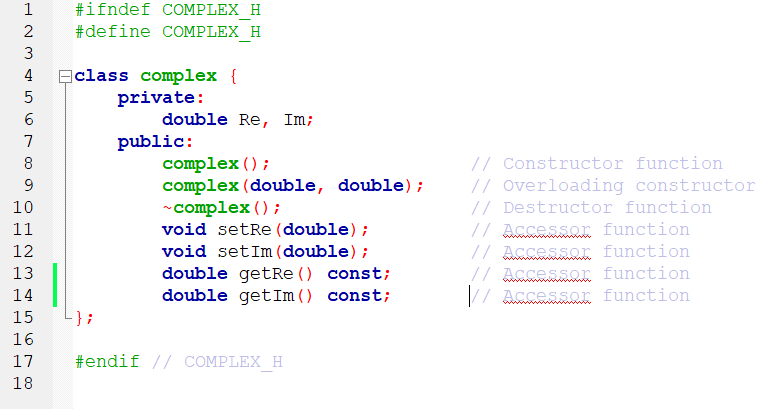 1 #ifndef COMPLEX_H
2 #define COMPLEX_H
3
4 class complex {
5 private:
6 double Re, Im;
7 public:
8 complex(); // Constructor function
9 complex(double, double); // Overloading constructor
10 ~complex(); // Destructor function
11 void setRe(double); // Accessor function
12 void setIm(double); // Accessor function
13 double getRe() const; // Accessor function
14 double getIm() const; // Accessor function
15 };
16
17 #endif // COMPLEX_H
18